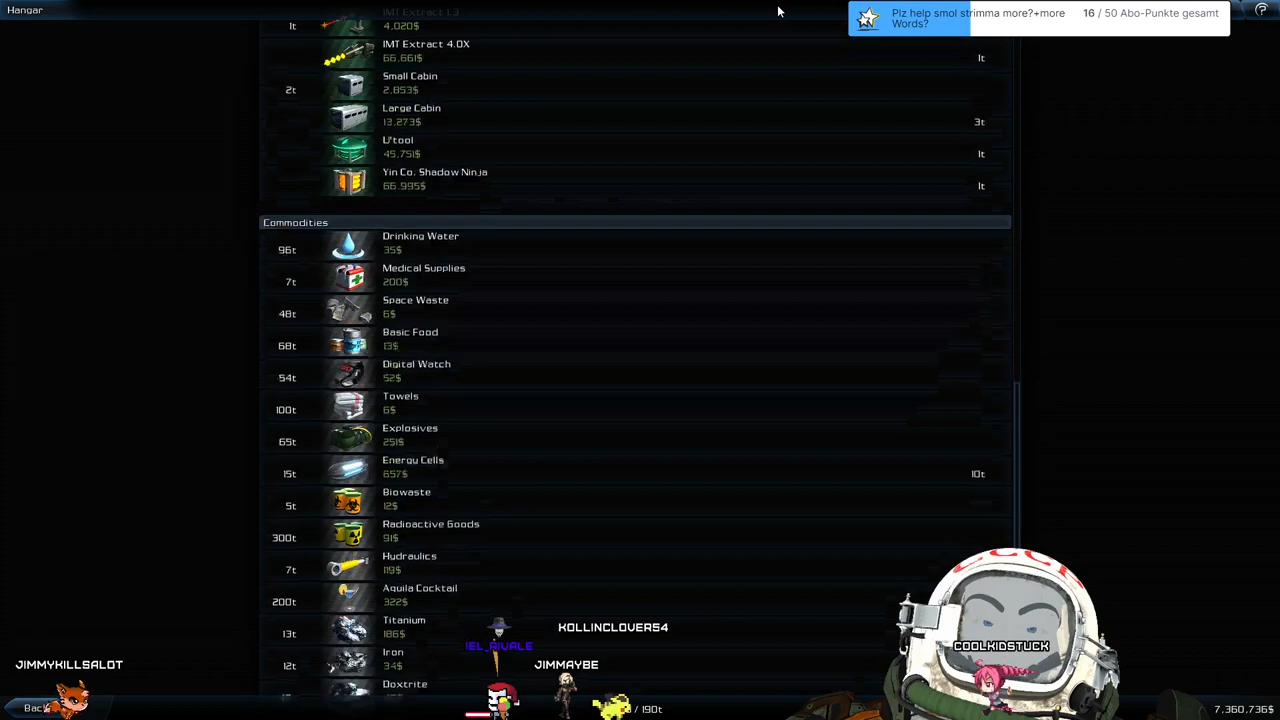 Hangar
Plz help smol strimma more?+more Words?
16 / 50 Abo-Punkte gesamt
IMT Extract 1.3
1t
4,020$
IMT Extract 4.0X
66,661$
1t
Small Cabin
2t
2,853$
Large Cabin
13,273$
3t
U'tool
45,751$
1t
Yin Co. Shadow Ninja
66,995$
1t
Commodities
Drinking Water
96t
35$
Medical Supplies
7t
200$
Space Waste
48t
6$
Basic Food
68t
13$
Digital Watch
54t
52$
Towels
100t
6$
Explosives
65t
251$
Energy Cells
15t
657$
10t
Biowaste
5t
12$
Radioactive Goods
300t
91$
Hydraulics
7t
119$
Aquila Cocktail
200t
322$
Titanium
13t
186$
Iron
12t
34$
Doxtrite
KOLLINCLOVER54
IEL_RIVALE
COOLKIDSTUCK
JIMMYKILLSALOT
JIMMAYBE
Back
/ 190t
7,360,736$